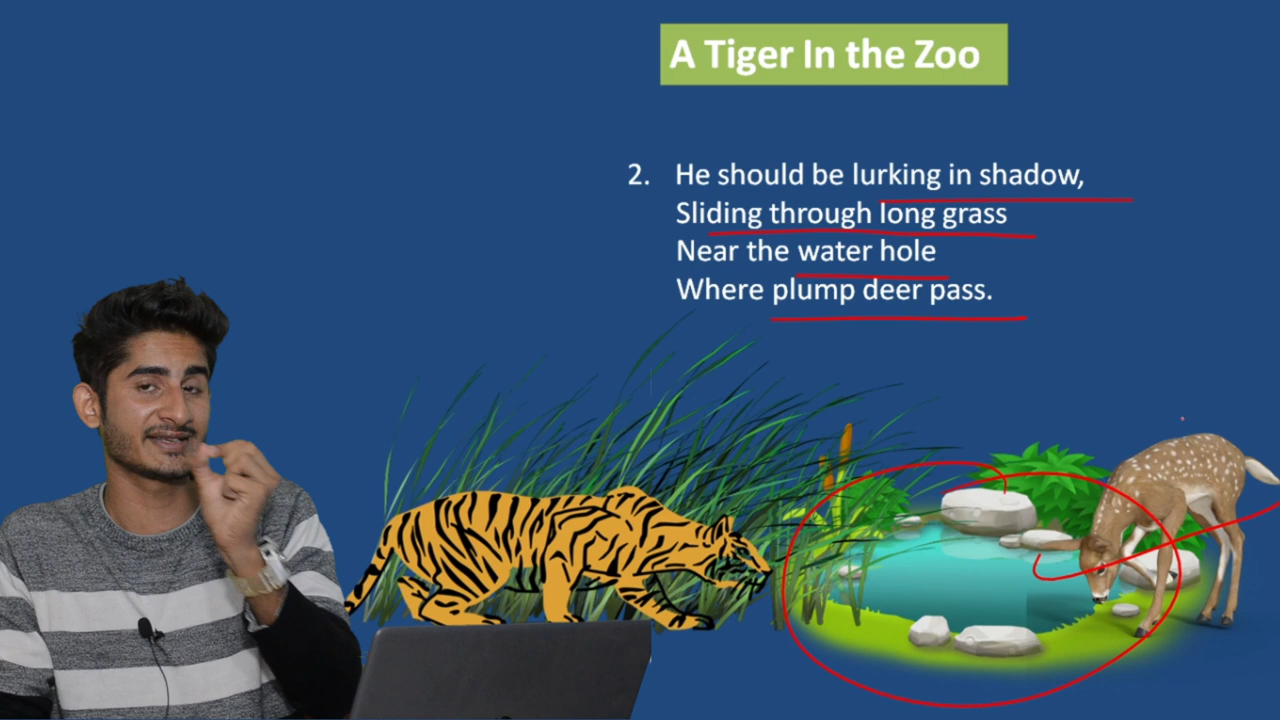 A Tiger In the Zoo
2. He should be lurking in shadow,
Sliding through long grass
Near the water hole
Where plump deer pass.